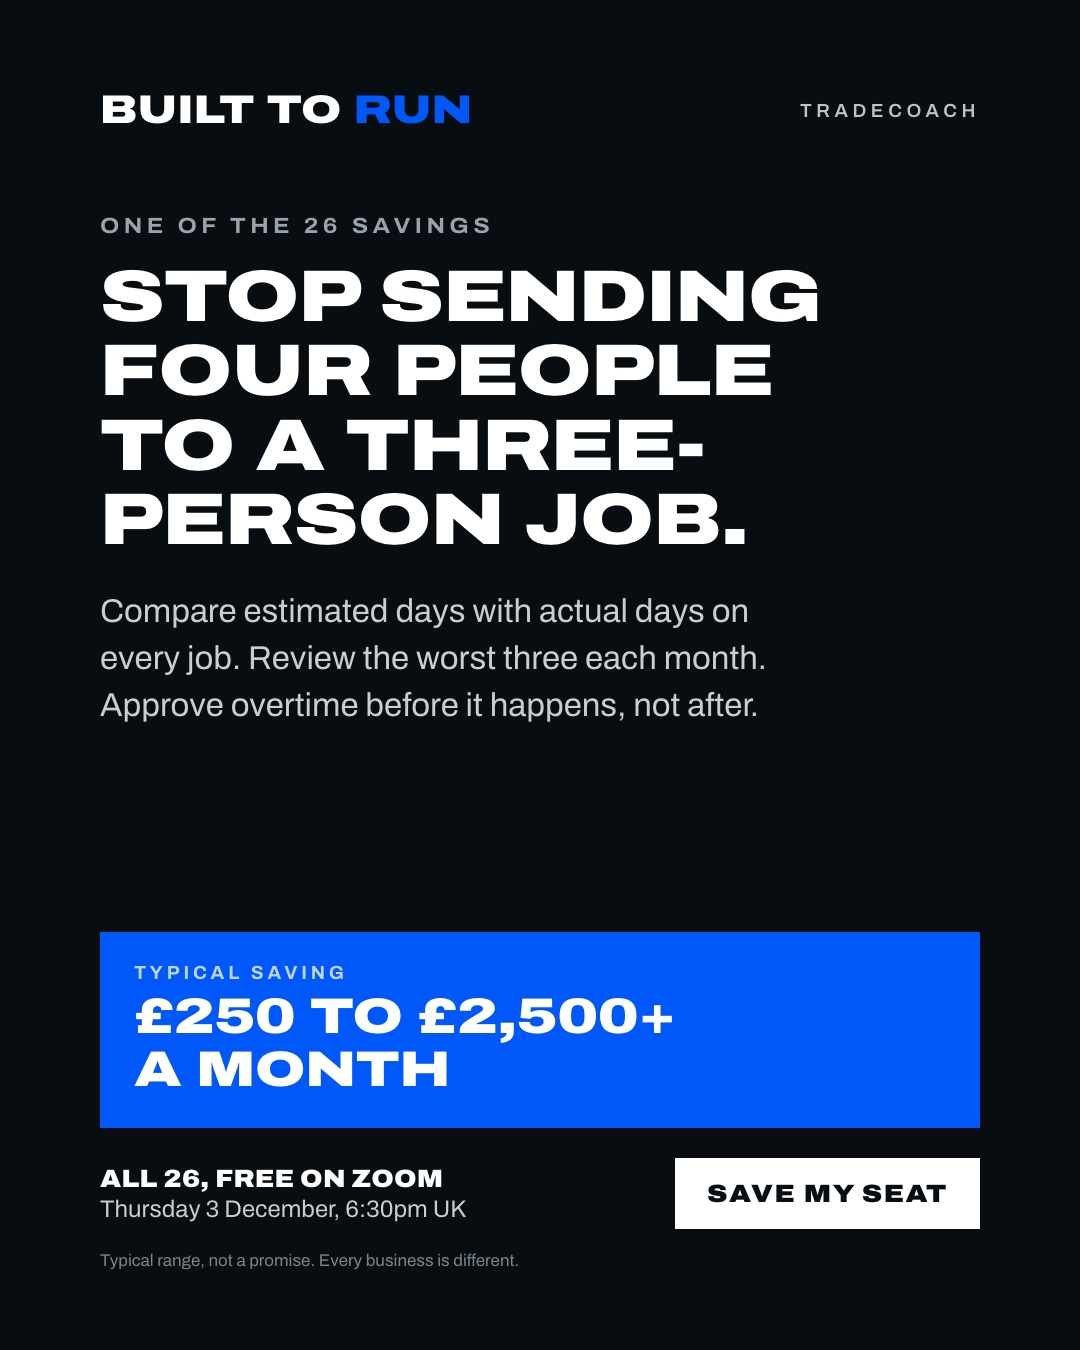 BUILT TO RUN
TRADECOACH
ONE OF THE 26 SAVINGS
STOP SENDING
FOUR PEOPLE
TO A THREE-
PERSON JOB.
Compare estimated days with actual days on
every job. Review the worst three each month.
Approve overtime before it happens, not after.
TYPICAL SAVING
£250 TO £2,500+
A MONTH
ALL 26, FREE ON ZOOM
Thursday 3 December, 6:30pm UK
SAVE MY SEAT
Typical range, not a promise. Every business is different.